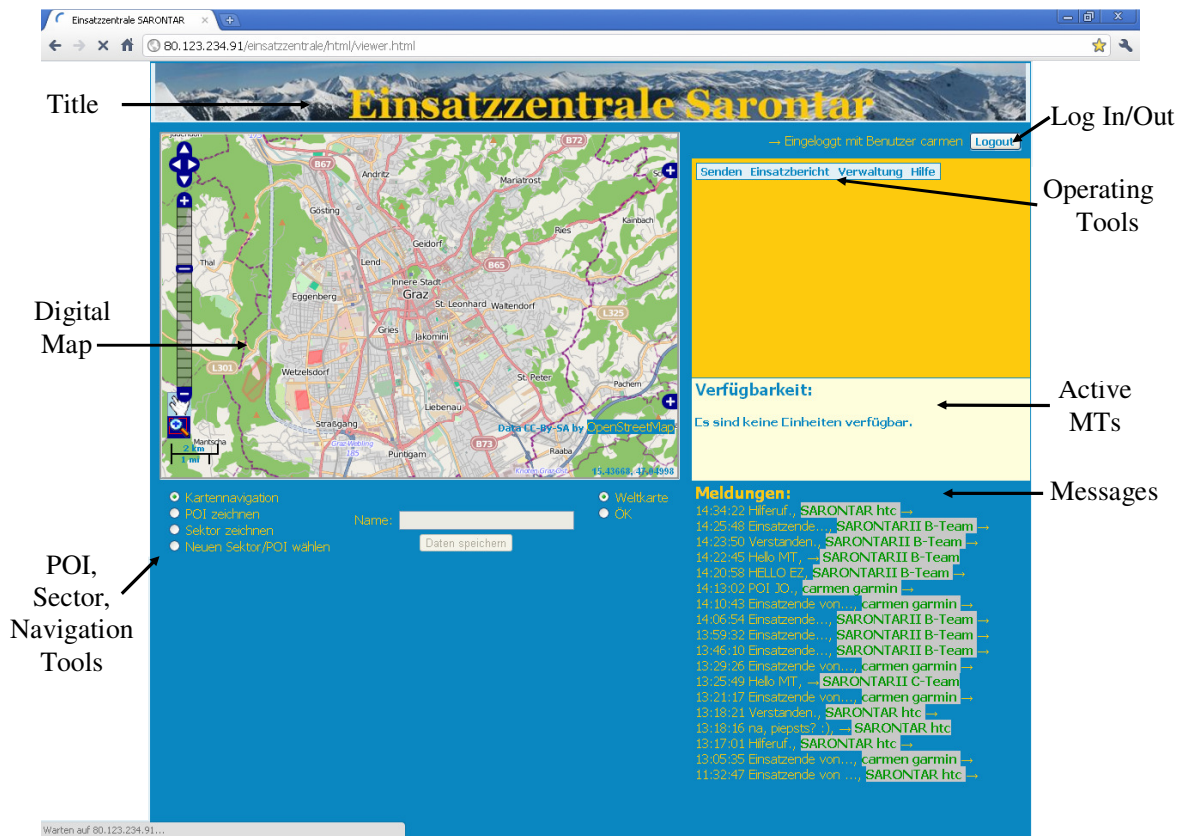 Einsatzzentrale SARONTAR
80.123.234.91/einsatzzentrale/html/viewer.html
Title
Einsatzzentrale Sarontar
Log In/Out
→ Eingeloggt mit Benutzer carmen Logout
Senden Einsatzbericht Verwaltung Hilfe
Operating
Tools
Digital
Map
B72
B67
Andritz
Mariatrost
Gösting
Kainbach
Ries
Geidorf
Thal
Lend
B65
Innere Stadt
Eggenberg
Graz
St. Leonhard
Waltendorf
L325
Gries
Jakomini
L301
Wetzelsdorf
St. Peter
Pachern
Liebenau
Straßgang
Data CC-By-SA by OpenStreetMap
Mantscha
Graz-Webling
185
B73
Raaba
Puntigam
2 km
1 mi
Knoten Graz-Ost
15.43668, 47.04998
Verfügbarkeit:
Es sind keine Einheiten verfügbar.
Active
MTs
Kartennavigation
POI zeichnen
Sektor zeichnen
Neuen Sektor/POI wählen
Name:
Daten speichern
Weltkarte
ÖK
POI,
Sector,
Navigation
Tools
Messages
Meldungen:
14:34:22 Hilferuf., SARONTAR htc →
14:25:48 Einsatzende..., SARONTARII B-Team →
14:23:50 Verstanden., SARONTARII B-Team →
14:22:45 Hello MT, → SARONTARII B-Team
14:20:58 HELLO EZ, SARONTARII B-Team →
14:13:02 POI JO., carmen garmin →
14:10:43 Einsatzende von..., carmen garmin →
14:06:54 Einsatzende..., SARONTARII B-Team →
13:59:32 Einsatzende..., SARONTARII B-Team →
13:46:10 Einsatzende..., SARONTARII B-Team →
13:29:26 Einsatzende von..., carmen garmin →
13:25:49 Hello MT, → SARONTARII C-Team
13:21:17 Einsatzende von..., carmen garmin →
13:18:21 Verstanden., SARONTAR htc →
13:18:16 na, piepsts? :), → SARONTAR htc
13:17:01 Hilferuf., SARONTAR htc →
13:05:35 Einsatzende von..., carmen garmin →
11:32:47 Einsatzende von ..., SARONTAR htc →
Warten auf 80.123.234.91...